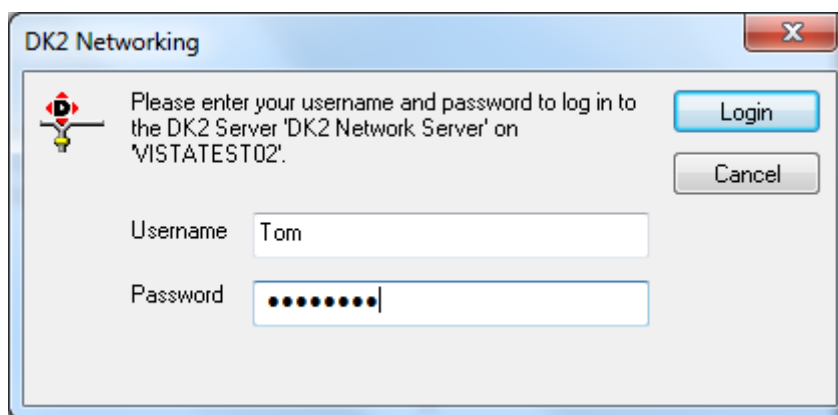 DK2 Networking
Please enter your username and password to log in to
the DK2 Server 'DK2 Network Server' on
'VISTATEST02'.
Login
Cancel
Username
Tom
Password
••••••••